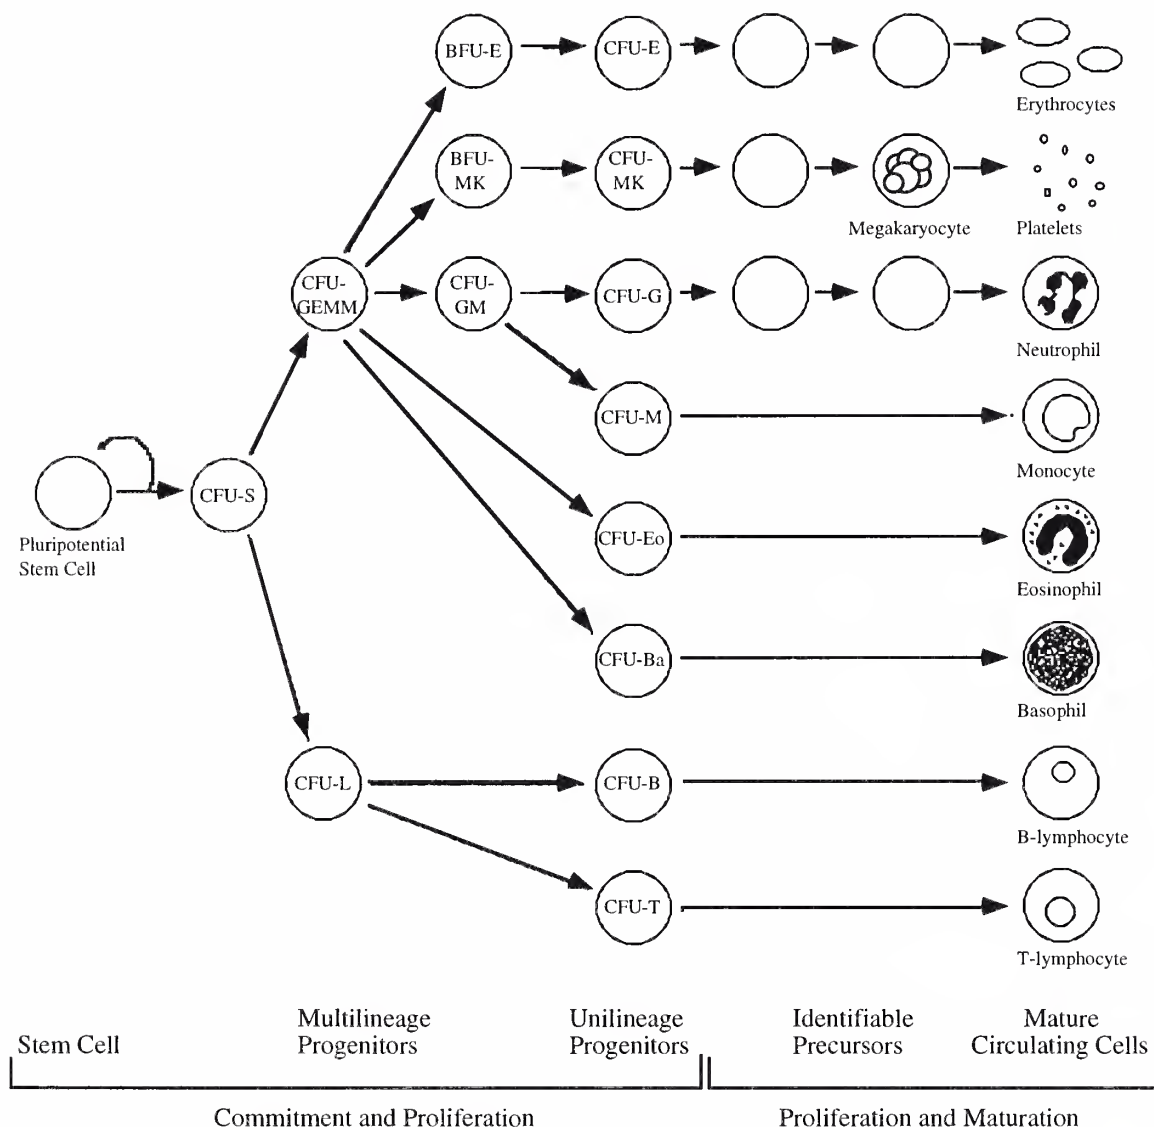 BFU-E
CFU-E
Erythrocytes
BFU-
MK
CFU-
MK
Megakaryocyte
Platelets
CFU-
GEMM
CFU-
GM
CFU-G
Neutrophil
CFU-M
Monocyte
Pluripotential
Stem Cell
CFU-S
CFU-Eo
Eosinophil
CFU-Ba
Basophil
CFU-L
CFU-B
B-lymphocyte
CFU-T
T-lymphocyte
Stem Cell
Multilineage
Progenitors
Unilineage
Progenitors
Identifiable
Precursors
Mature
Circulating Cells
Commitment and Proliferation
Proliferation and Maturation